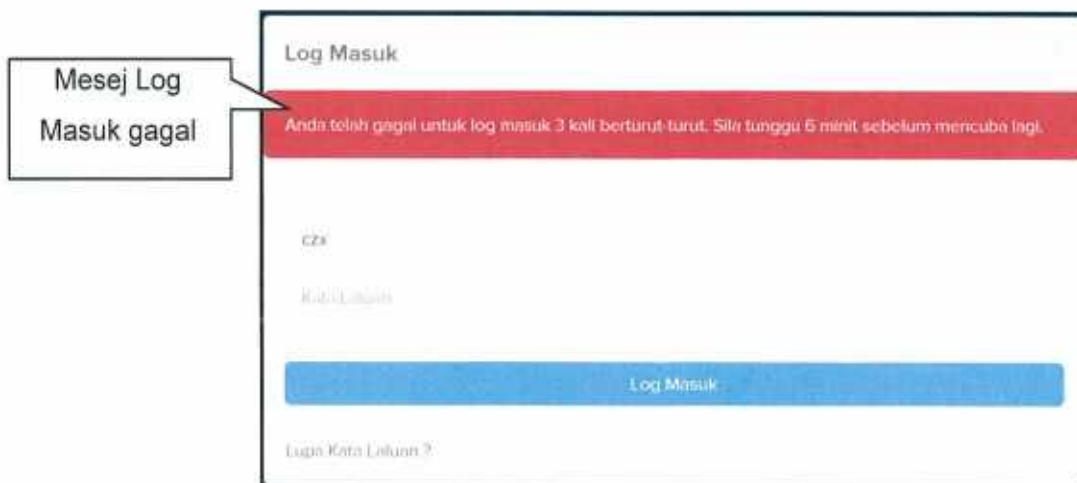 Log Masuk
Mesej Log
Masuk gagal
Anda telah gagal untuk log masuk 3 kali berturut-turut. Sila tunggu 6 minit sebelum mencuba lagi.
czx
Kata Laluan
Log Masuk
Lupa Kata Laluan ?